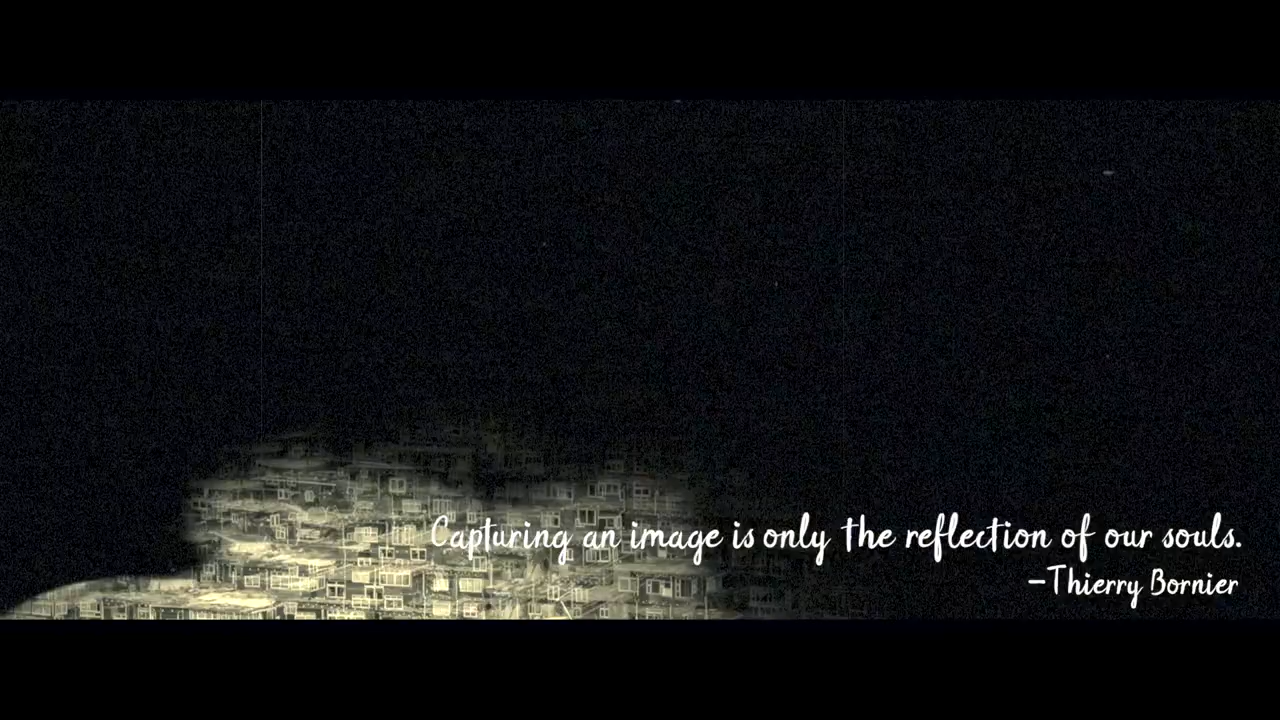 Capturing an image is only the reflection of our souls.
–Thierry Bornier